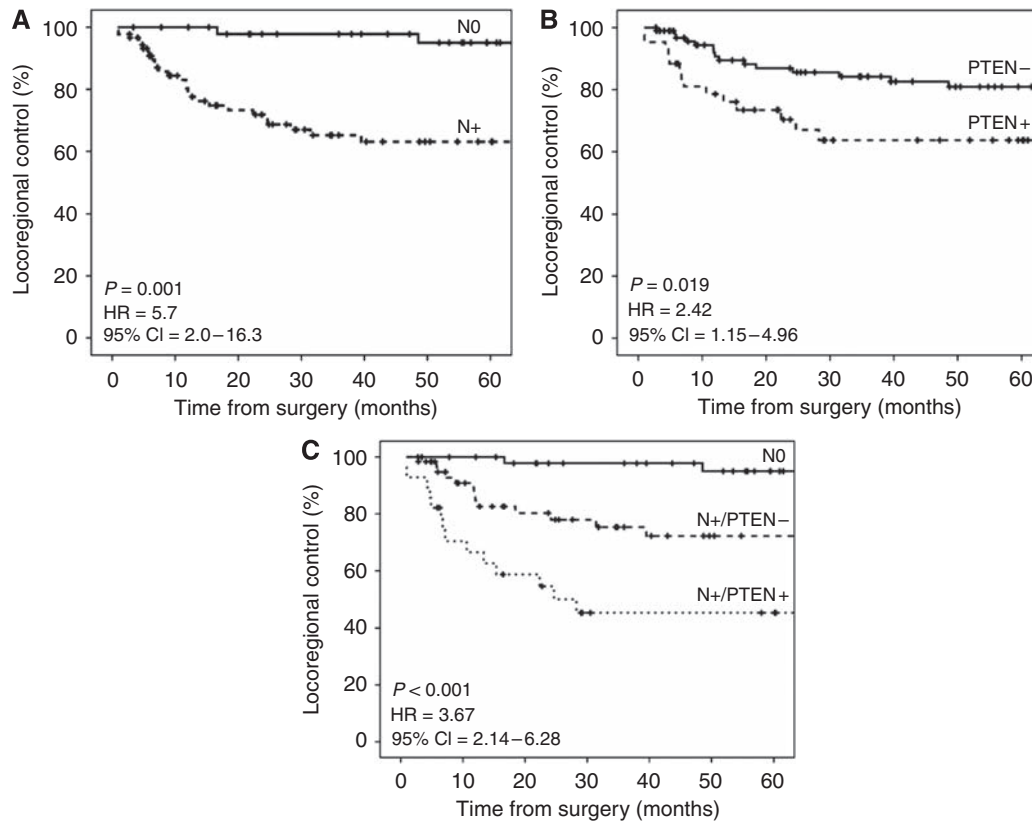 A
Locoregional control (%)
100
80
60
40
20
0
N0
N+
P = 0.001
HR = 5.7
95% CI = 2.0–16.3
0 10 20 30 40 50 60
Time from surgery (months)
B
Locoregional control (%)
100
80
60
40
20
0
PTEN–
PTEN+
P = 0.019
HR = 2.42
95% CI = 1.15–4.96
0 10 20 30 40 50 60
Time from surgery (months)
C
Locoregional control (%)
100
80
60
40
20
0
N0
N+/PTEN–
N+/PTEN+
P < 0.001
HR = 3.67
95% CI = 2.14–6.28
0 10 20 30 40 50 60
Time from surgery (months)